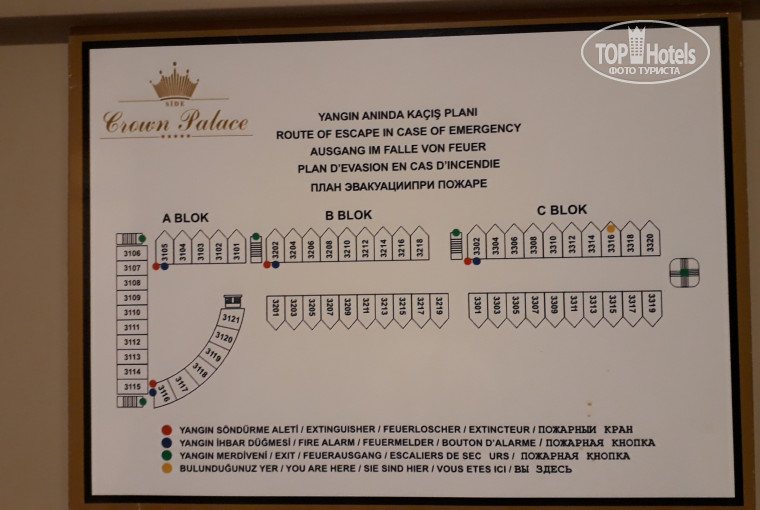 TOP Hotels
ФОТО ТУРИСТА
SİDE
Crown Palace
YANGIN ANINDA KAÇIŞ PLANI
ROUTE OF ESCAPE IN CASE OF EMERGENCY
AUSGANG IM FALLE VON FEUER
PLAN D'EVASION EN CAS D'INCENDIE
ПЛАН ЭВАКУАЦИИПРИ ПОЖАРЕ
A BLOK B BLOK C BLOK
3105 3104 3103 3102 3101
3202 3204 3206 3208 3210 3212 3214 3216 3218
3302 3304 3306 3308 3310 3312 3314 3316 3318 3320
3106
3107
3108
3109
3110
3111
3112
3113
3114
3115
3116
3117
3118
3119
3120
3121
3201 3203 3205 3207 3209 3211 3213 3215 3217 3219
3301 3303 3305 3307 3309 3311 3313 3315 3317 3319
YANGIN SÖNDÜRME ALETİ / EXTINGUISHER / FEUERLOSCHER / EXTINCTEUR / ПОЖАРНЫИ КРАН
YANGIN İHBAR DÜĞMESİ / FIRE ALARM / FEUERMELDER / BOUTON D'ALARME / ПОЖАРНАЯ КНОПКА
YANGIN MERDİVENİ / EXIT / FEUERAUSGANG / ESCALIERS DE SEC URS / ПОЖАРНАЯ КНОПКА
BULUNDUĞUNUZ YER / YOU ARE HERE / SIE SIND HIER / VOUS ETES ICI / ВЫ ЗДЕСЬ